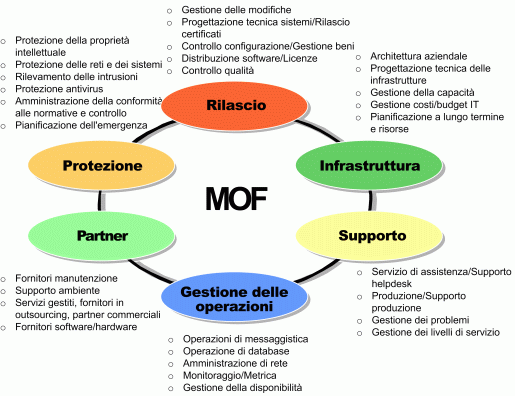 ○ Gestione delle modifiche
○ Progettazione tecnica sistemi/Rilascio
certificati
○ Controllo configurazione/Gestione beni
○ Distribuzione software/Licenze
○ Controllo qualità
○ Protezione della proprietà
intellettuale
○ Protezione delle reti e dei sistemi
○ Rilevamento delle intrusioni
○ Protezione antivirus
○ Amministrazione della conformità
alle normative e controllo
○ Pianificazione dell'emergenza
○ Architettura aziendale
○ Progettazione tecnica delle
infrastrutture
○ Gestione della capacità
○ Gestione costi/budget IT
○ Pianificazione a lungo termine
e risorse
Rilascio
Protezione
Infrastruttura
MOF
Partner
Supporto
Gestione delle
operazioni
○ Fornitori manutenzione
○ Supporto ambiente
○ Servizi gestiti, fornitori in
outsourcing, partner commerciali
○ Fornitori software/hardware
○ Servizio di assistenza/Supporto
helpdesk
○ Produzione/Supporto
produzione
○ Gestione dei problemi
○ Gestione dei livelli di servizio
○ Operazioni di messaggistica
○ Operazione di database
○ Amministrazione di rete
○ Monitoraggio/Metrica
○ Gestione della disponibilità